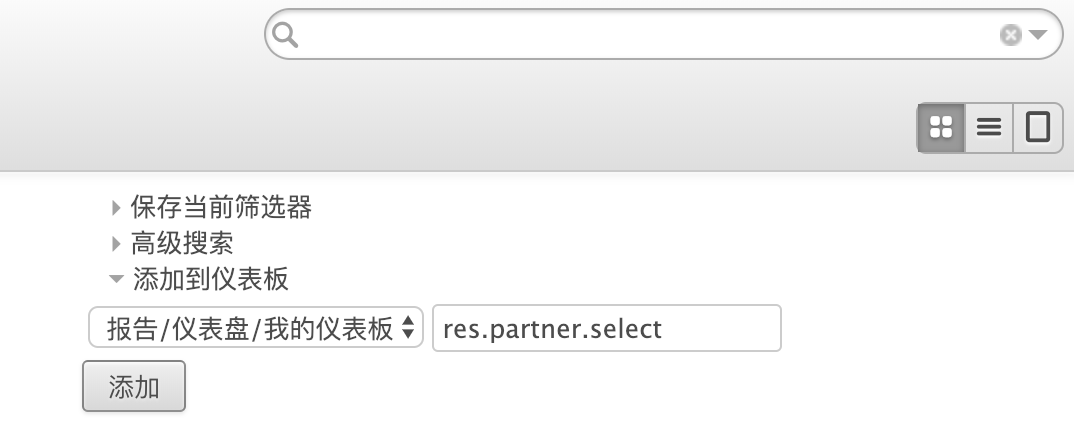 保存当前筛选器
高级搜索
添加到仪表板
报告/仪表盘/我的仪表板 res.partner.select
添加